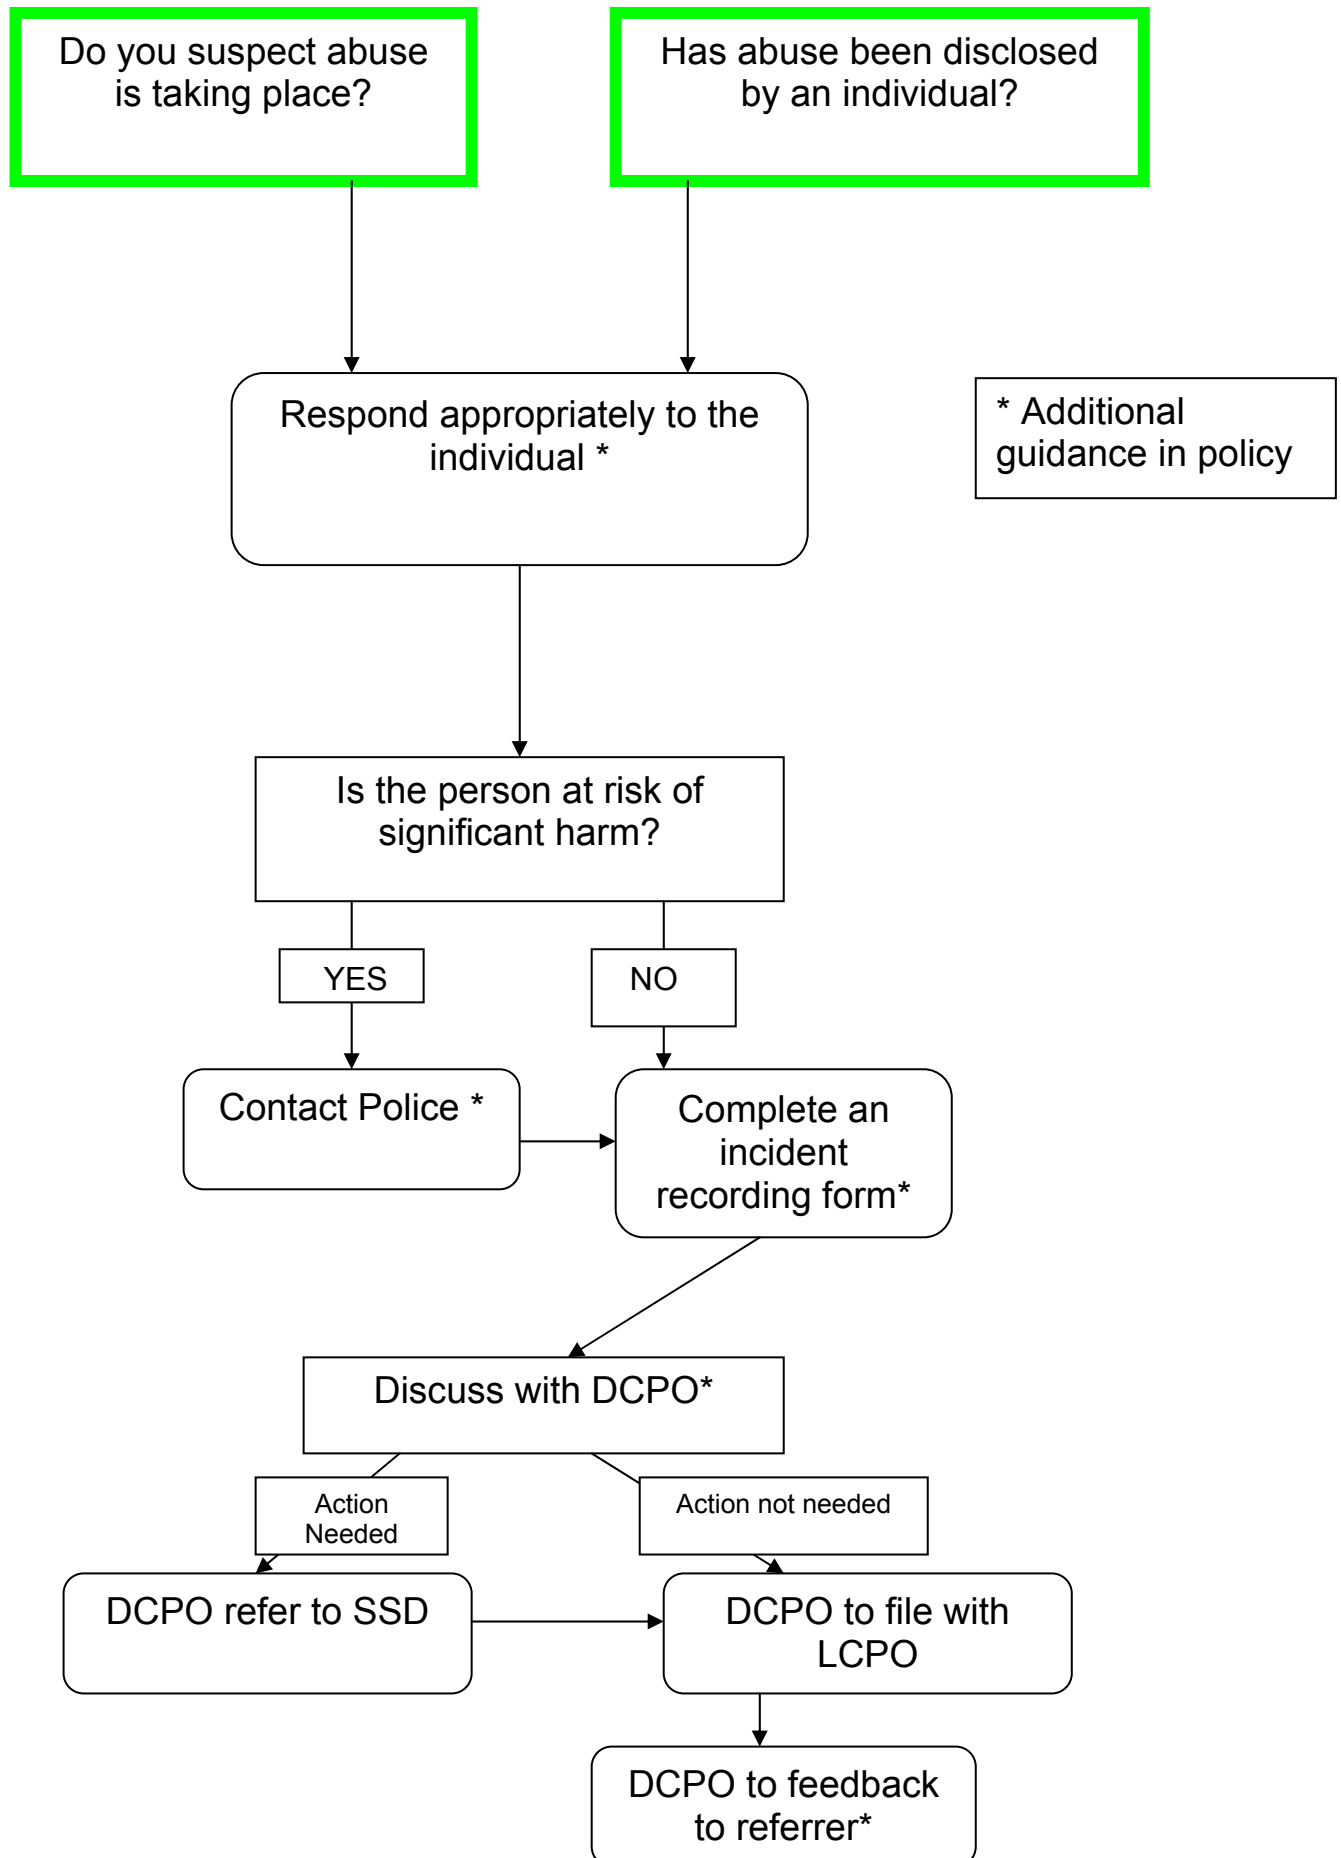 Do you suspect abuse
is taking place?
Has abuse been disclosed
by an individual?
Respond appropriately to the
individual *
* Additional
guidance in policy
Is the person at risk of
significant harm?
YES
NO
Contact Police *
Complete an
incident
recording form*
Discuss with DCPO*
Action
Needed
Action not needed
DCPO refer to SSD
DCPO to file with
LCPO
DCPO to feedback
to referrer*